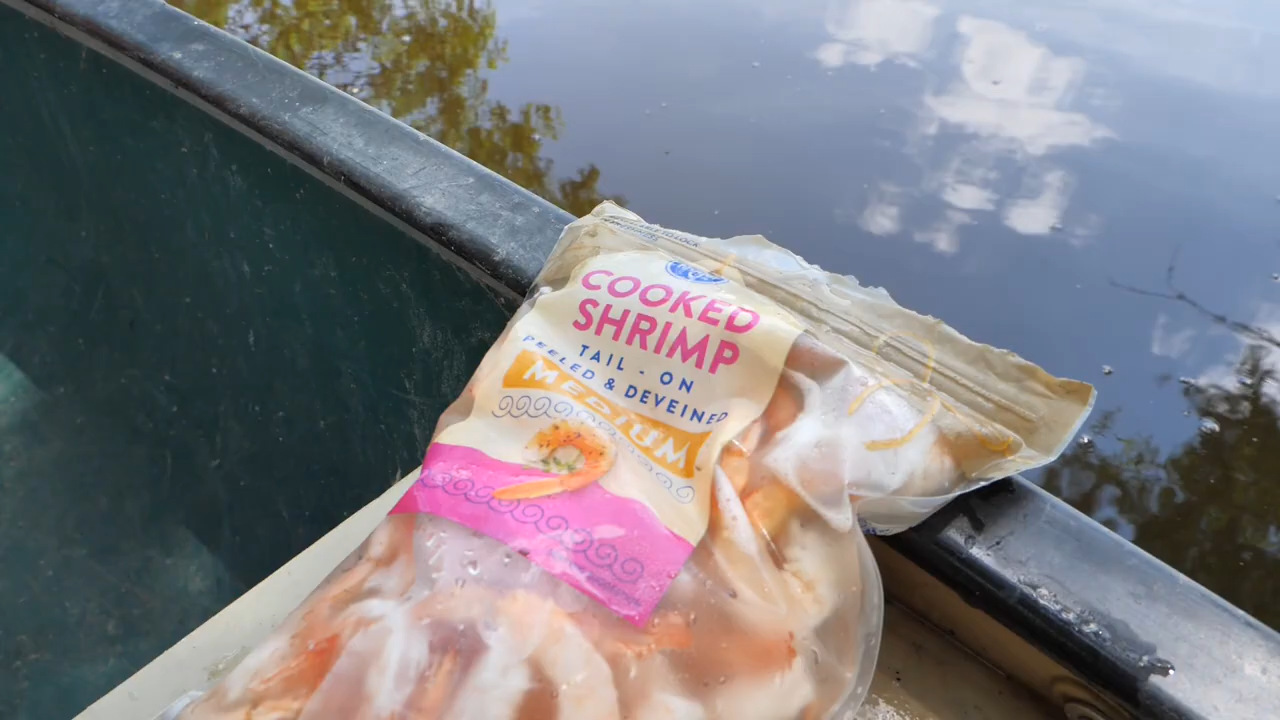 COOKED
SHRIMP
TAIL - ON
PEELED & DEVEINED
MEDIUM